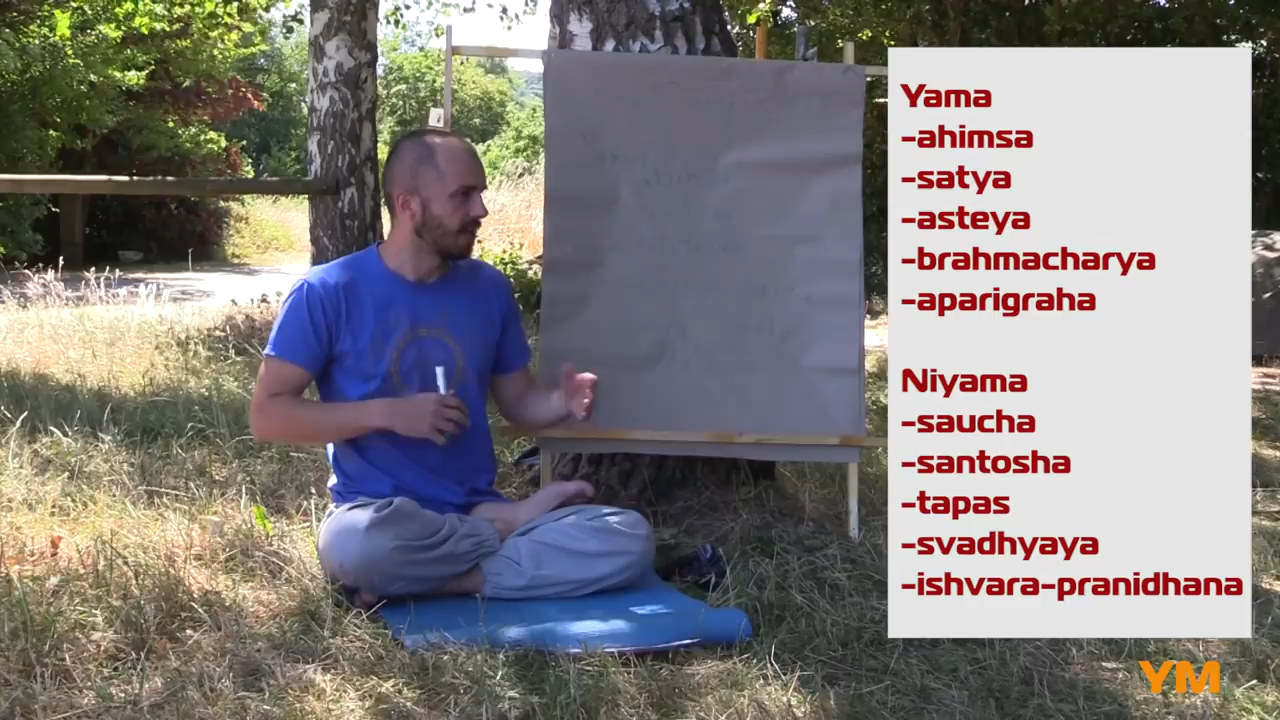 Yama
-ahimsa
-satya
-asteya
-brahmacharya
-aparigraha
Niyama
-saucha
-santosha
-tapas
-svadhyaya
-ishvara-pranidhana
YM